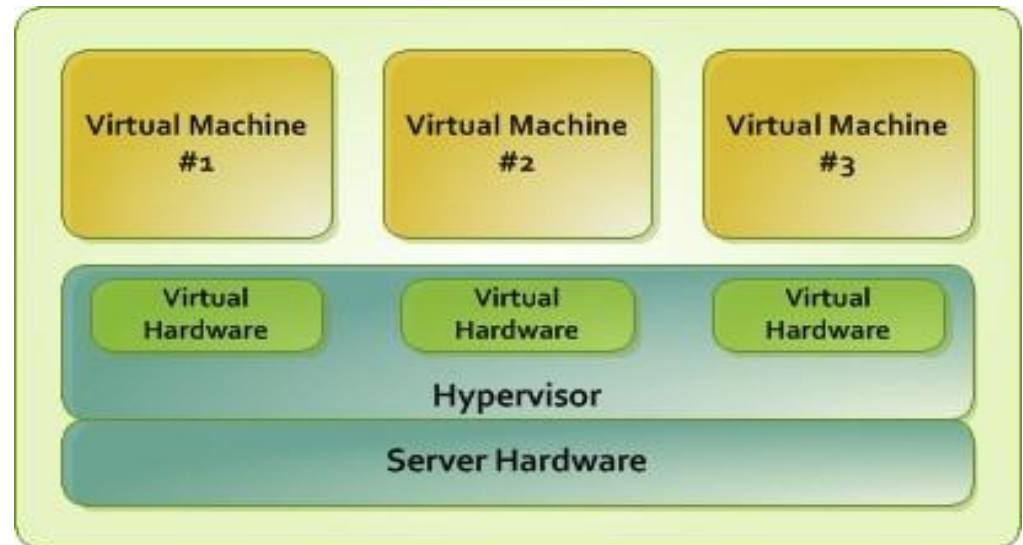 Virtual Machine
#1
Virtual Machine
#2
Virtual Machine
#3
Virtual
Hardware
Virtual
Hardware
Virtual
Hardware
Hypervisor
Server Hardware